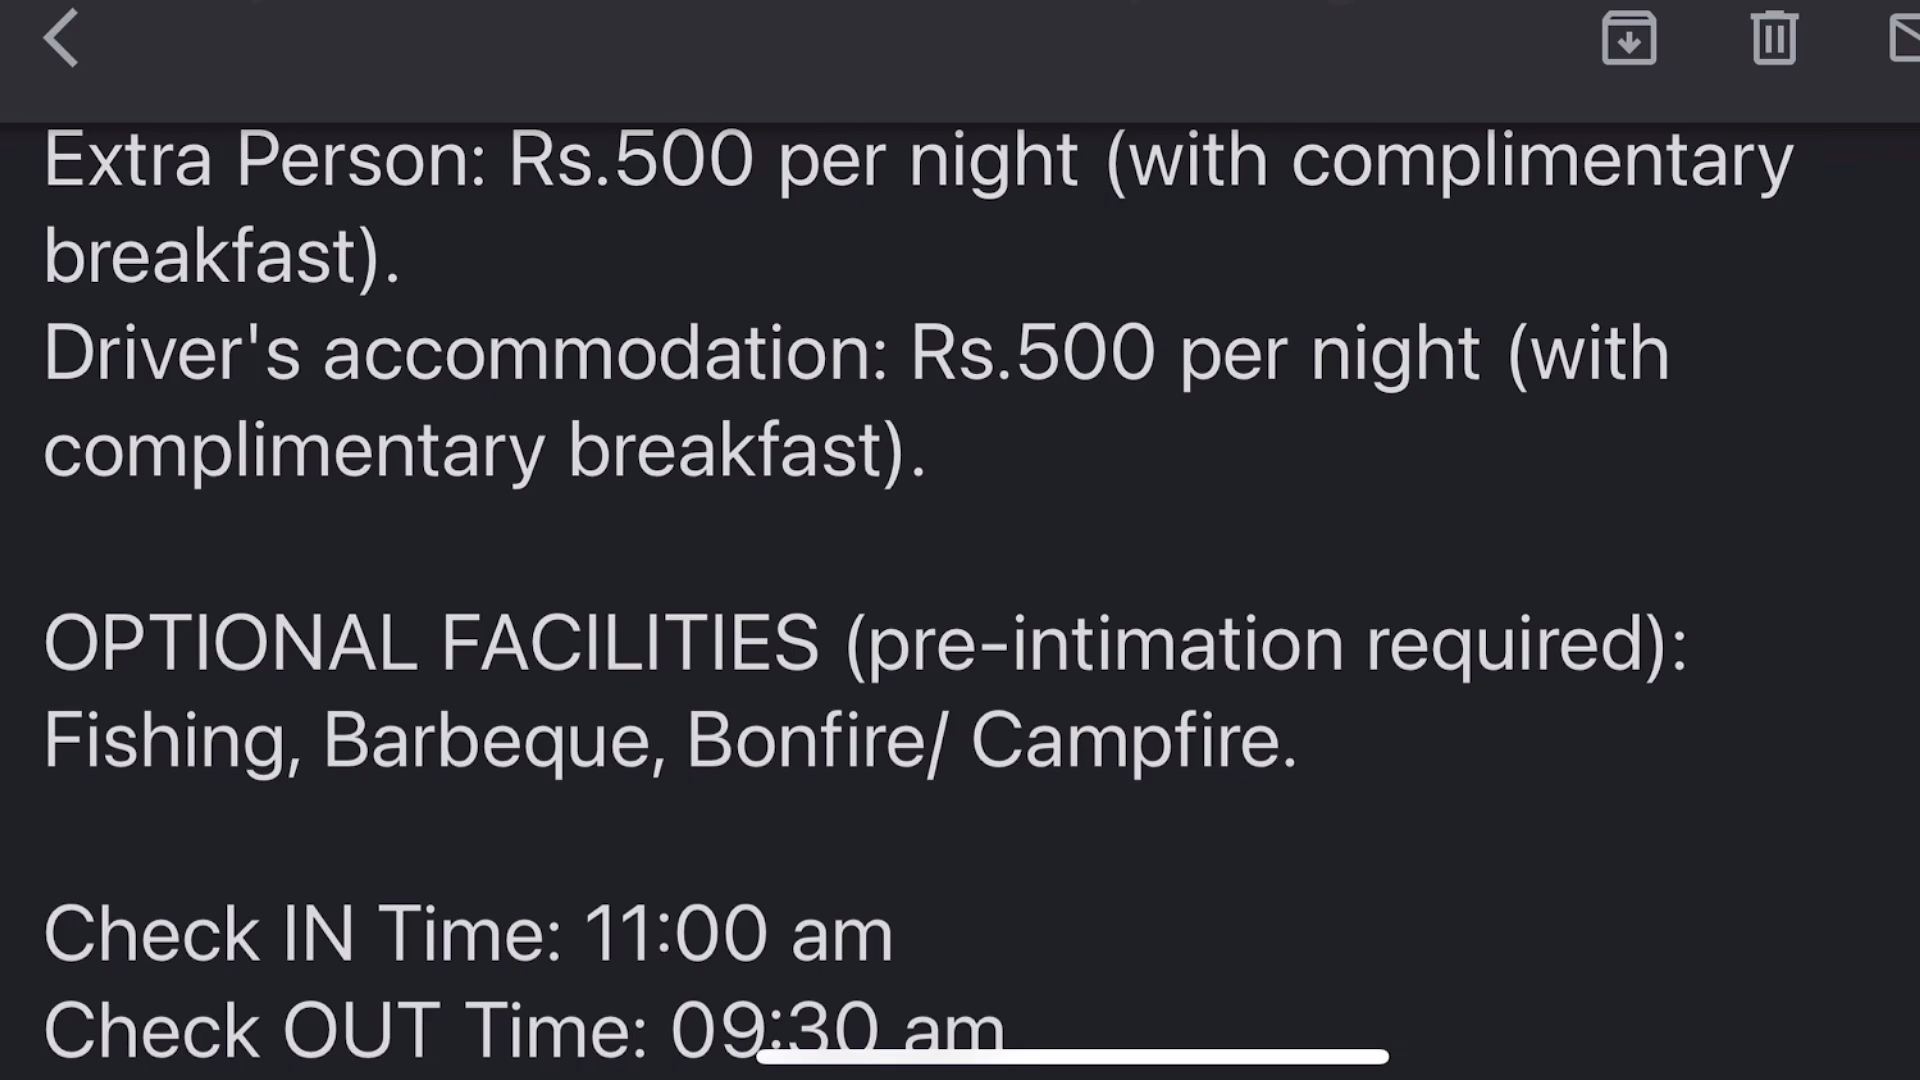 Extra Person: Rs.500 per night (with complimentary
breakfast).
Driver's accommodation: Rs.500 per night (with
complimentary breakfast).
OPTIONAL FACILITIES (pre-intimation required):
Fishing, Barbeque, Bonfire/ Campfire.
Check IN Time: 11:00 am
Check OUT Time: 09:30 am